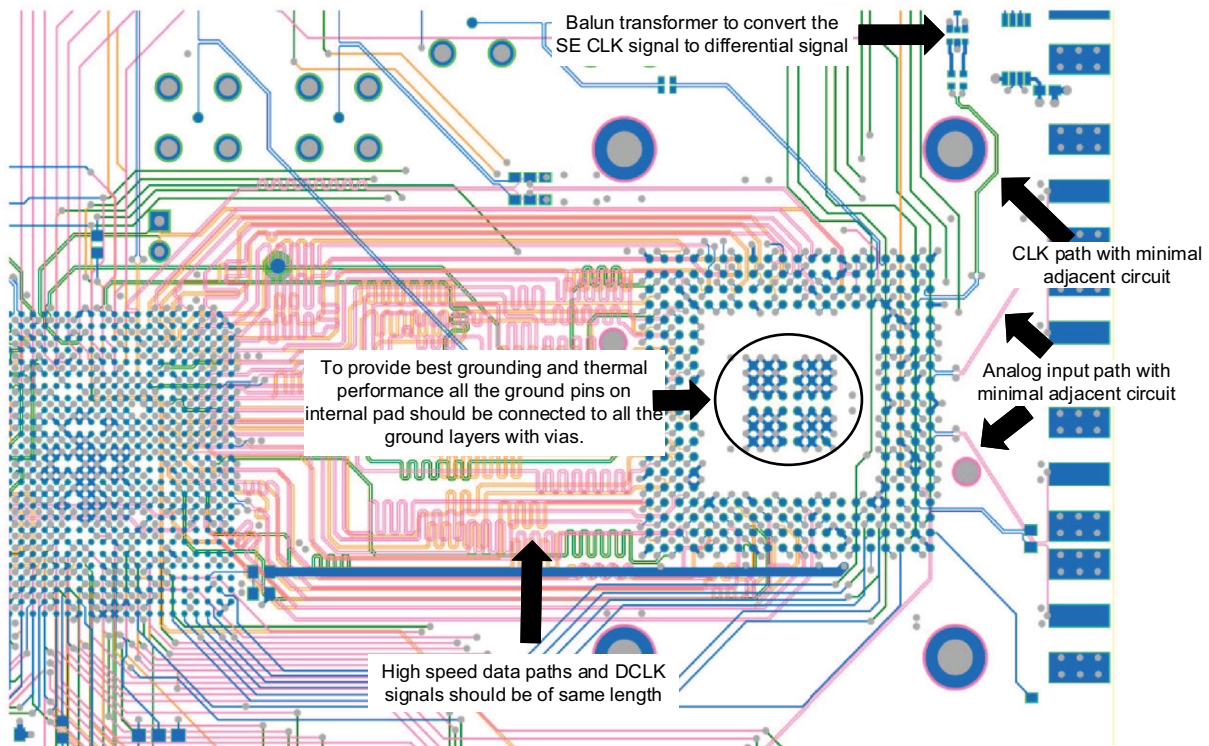 Balun transformer to convert the
SE CLK signal to differential signal
CLK path with minimal
adjacent circuit
To provide best grounding and thermal
performance all the ground pins on
internal pad should be connected to all the
ground layers with vias.
Analog input path with
minimal adjacent circuit
High speed data paths and DCLK
signals should be of same length